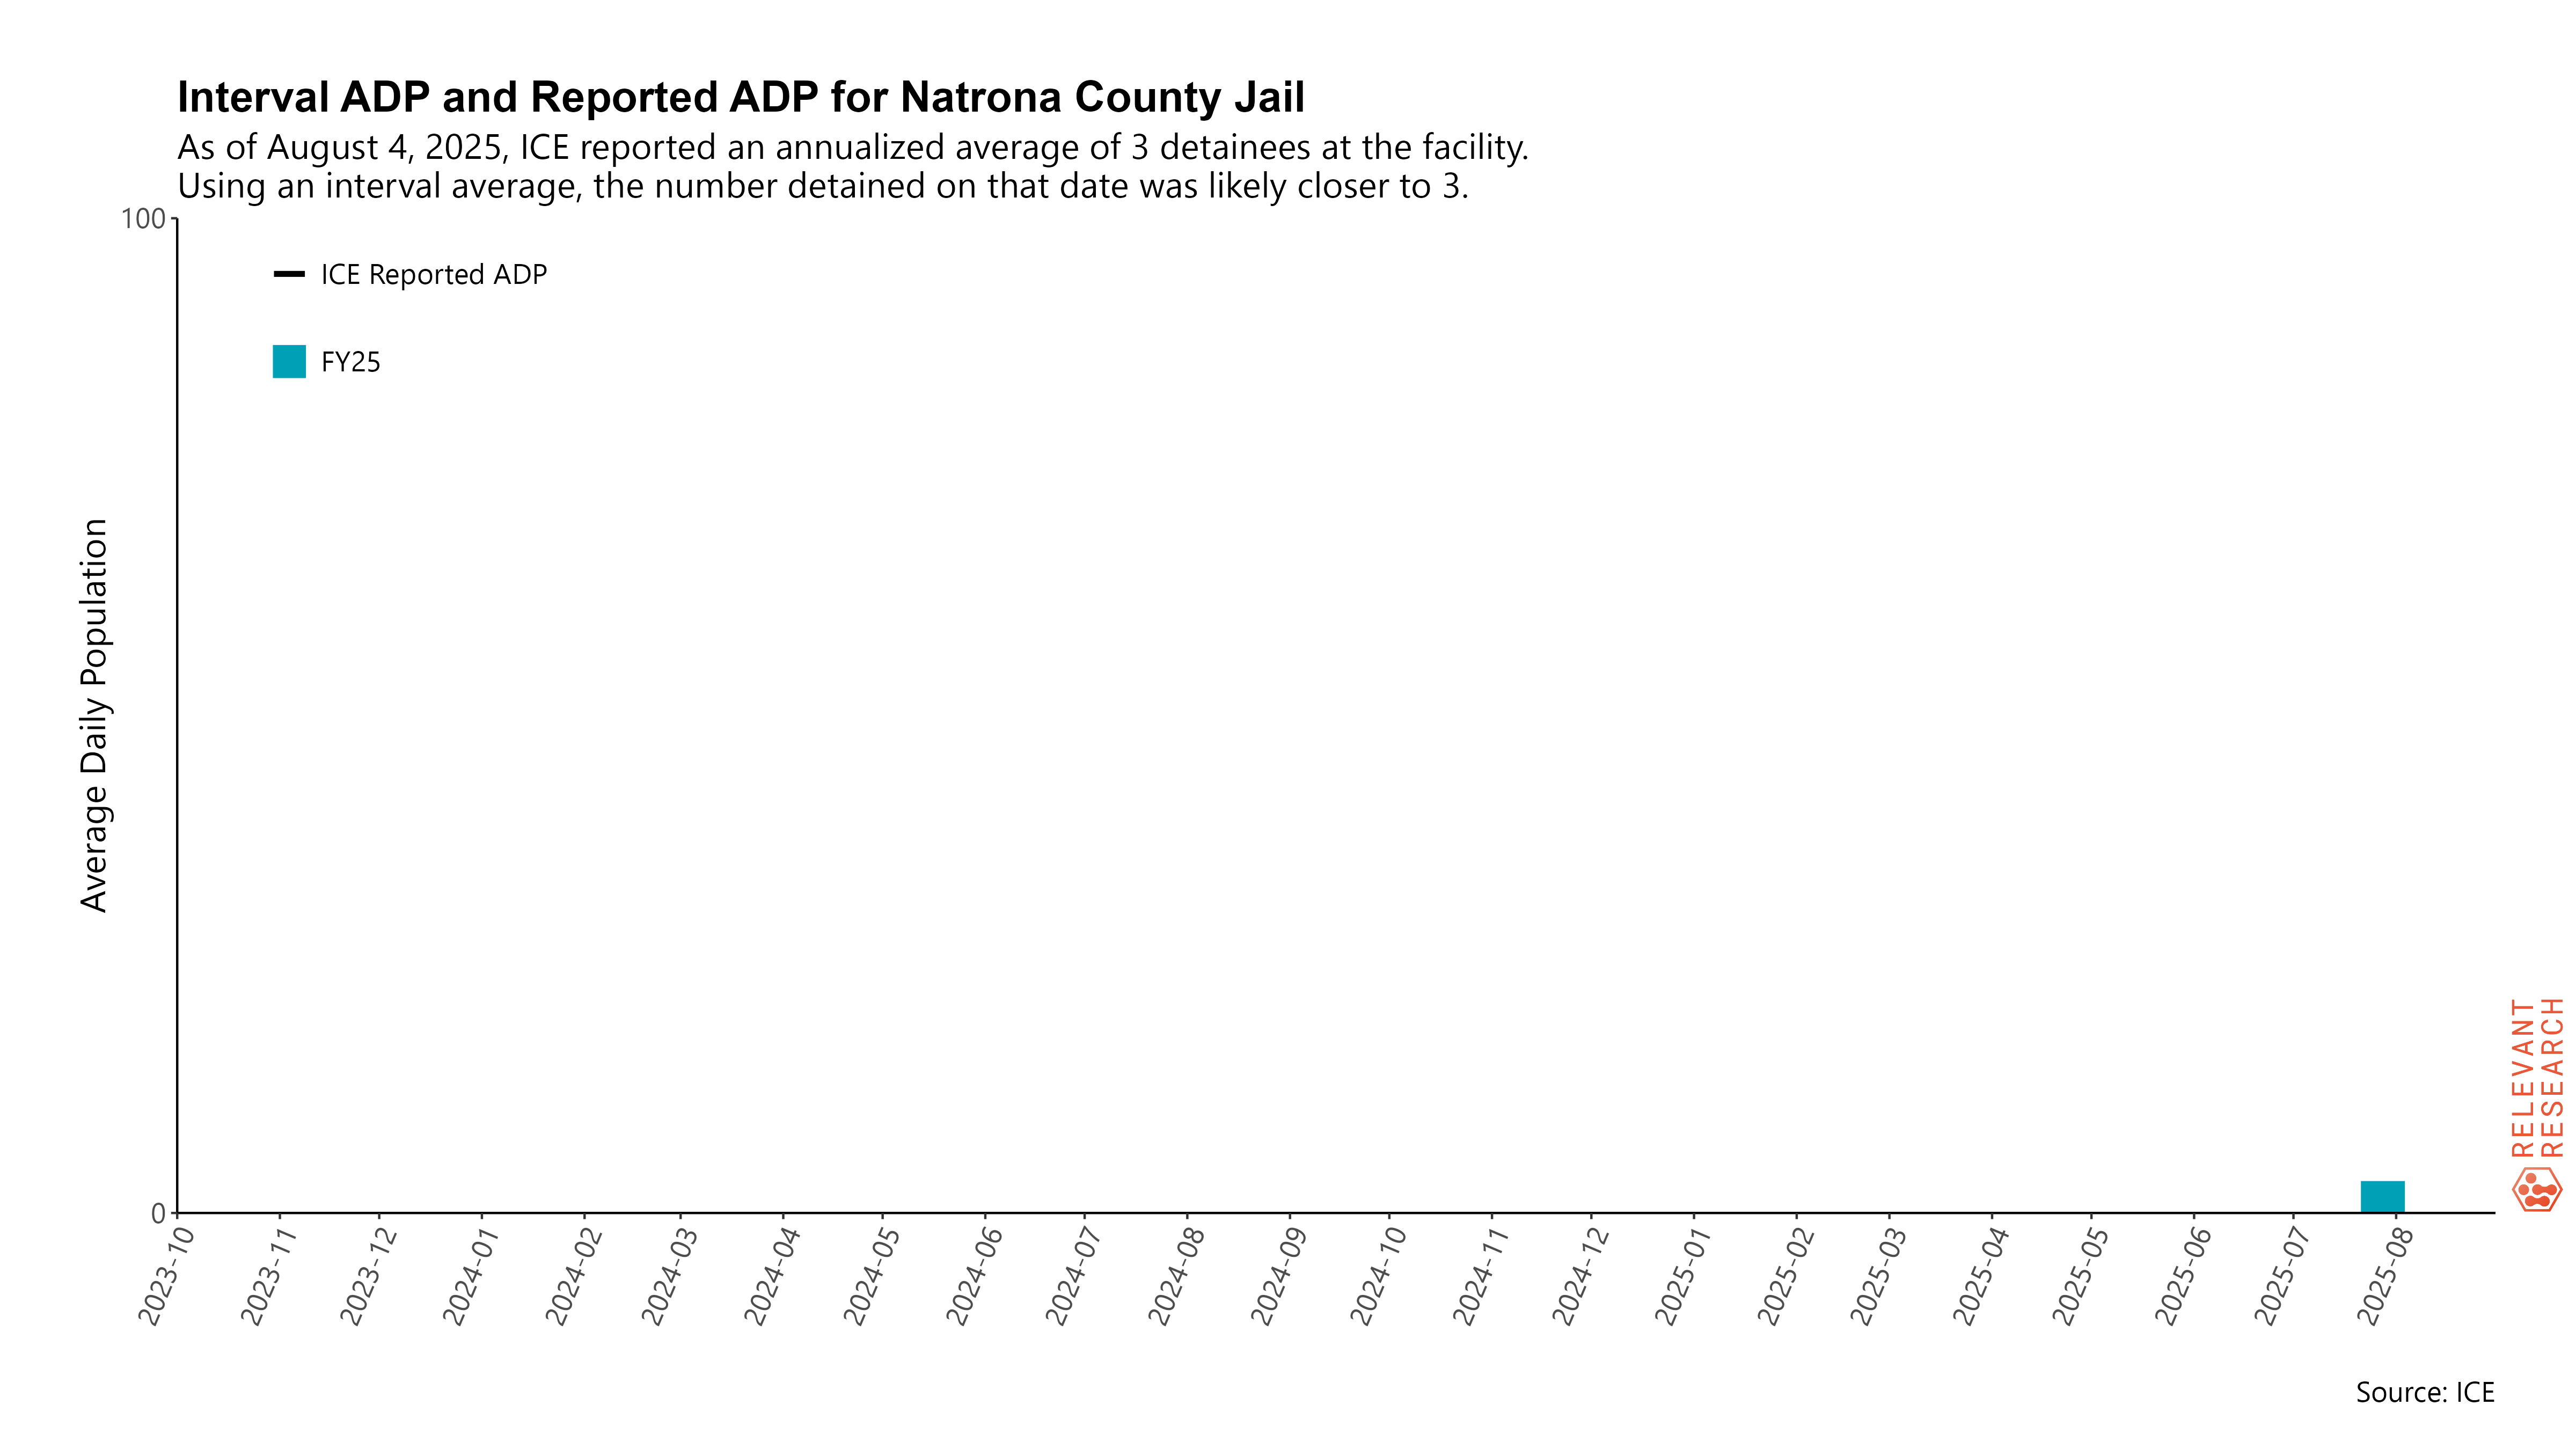 Interval ADP and Reported ADP for Natrona County Jail
As of August 4, 2025, ICE reported an annualized average of 3 detainees at the facility.
Using an interval average, the number detained on that date was likely closer to 3.
100
ICE Reported ADP
FY25
Average Daily Population
0
2023-10
2023-11
2023-12
2024-01
2024-02
2024-03
2024-04
2024-05
2024-06
2024-07
2024-08
2024-09
2024-10
2024-11
2024-12
2025-01
2025-02
2025-03
2025-04
2025-05
2025-06
2025-07
2025-08
RELEVANT
RESEARCH
Source: ICE